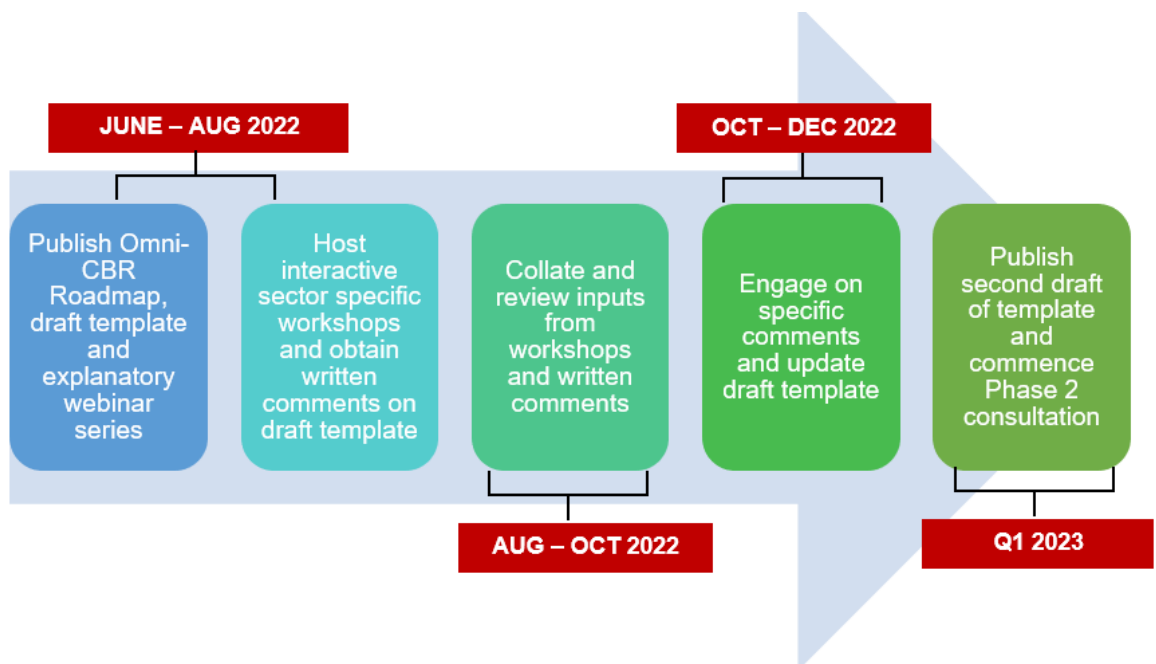 JUNE – AUG 2022
OCT – DEC 2022
Publish Omni-
CBR
Roadmap,
draft template
and
explanatory
webinar
series
Host
interactive
sector specific
workshops
and obtain
written
comments on
draft template
Collate and
review inputs
from
workshops
and written
comments
Engage on
specific
comments
and update
draft template
Publish
second draft
of template
and
commence
Phase 2
consultation
AUG – OCT 2022
Q1 2023